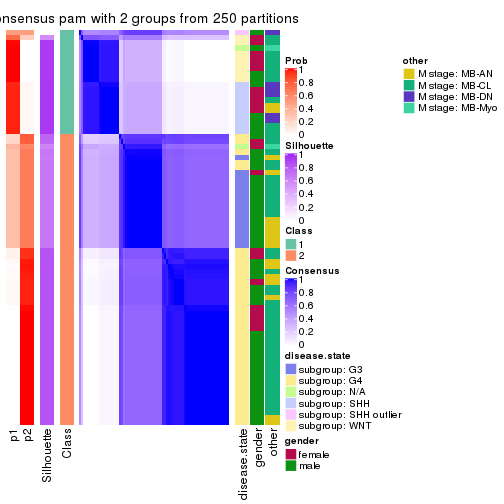 onsensus pam with 2 groups from 250 partitions
Prob
1
0.8
0.6
0.4
0.2
0
Silhouette
1
0.8
0.6
0.4
0.2
0
Class
1
2
Consensus
1
0.8
0.6
0.4
0.2
0
disease.state
subgroup: G3
subgroup: G4
subgroup: N/A
subgroup: SHH
subgroup: SHH outlier
subgroup: WNT
gender
female
male
other
M stage: MB-AN
M stage: MB-CL
M stage: MB-DN
M stage: MB-Myo
p1
p2
Silhouette
Class
disease.state
gender
other